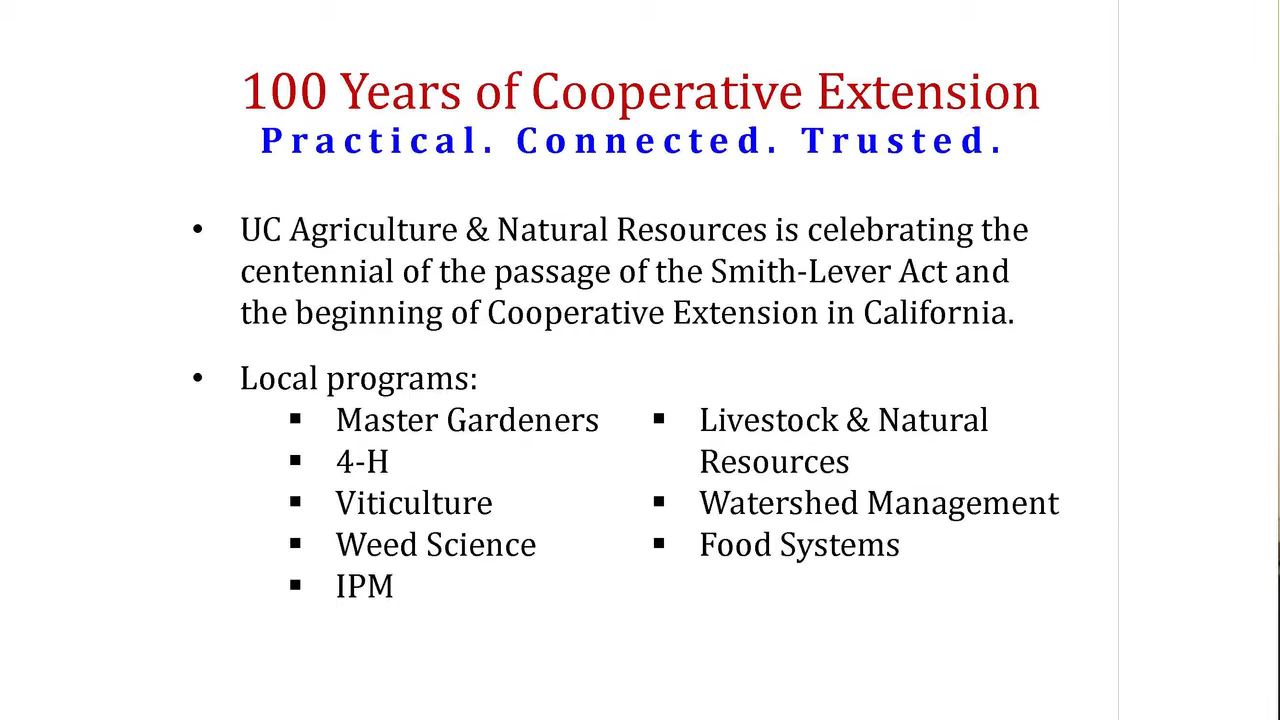 100 Years of Cooperative Extension
Practical. Connected. Trusted.
• UC Agriculture & Natural Resources is celebrating the
centennial of the passage of the Smith-Lever Act and
the beginning of Cooperative Extension in California.
• Local programs:
▪ Master Gardeners
▪ 4-H
▪ Viticulture
▪ Weed Science
▪ IPM
▪ Livestock & Natural
Resources
▪ Watershed Management
▪ Food Systems